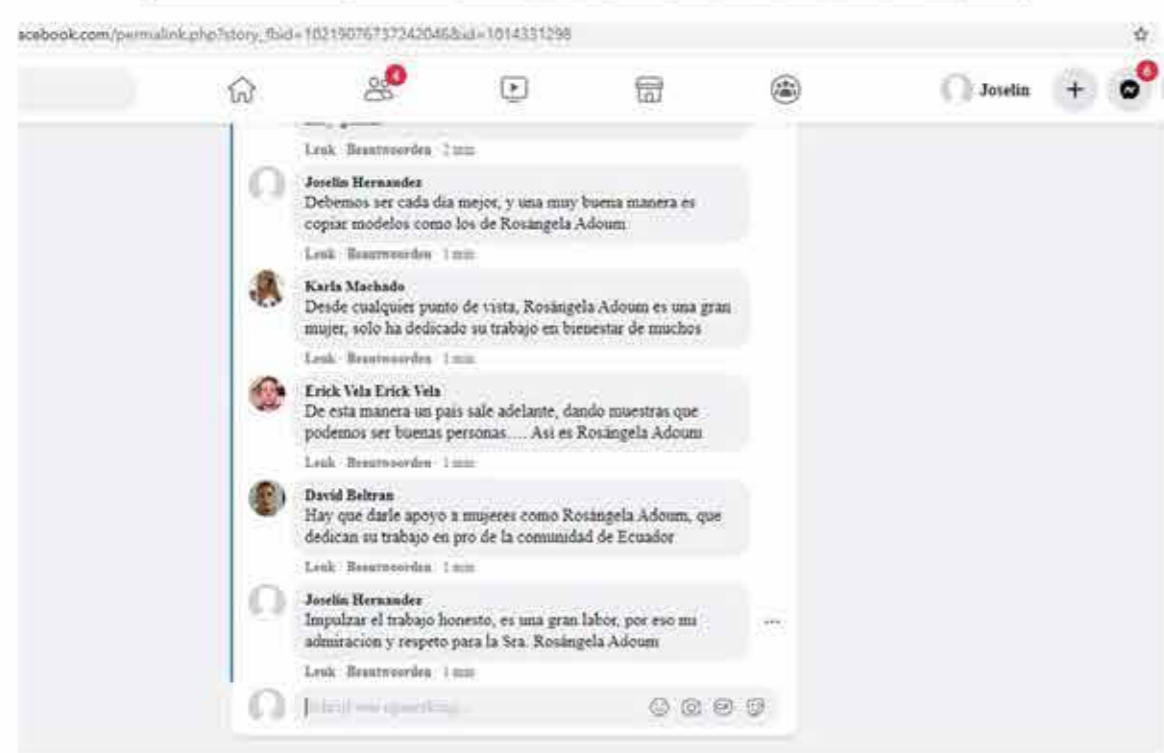 acebook.com/permalink.php?story_fbid=10219076737242046&id=1014331298
4
Joselin
6
Leuk Beantwoorden 2 min
Joselin Hernandez
Debemos ser cada dia mejor, y una muy buena manera es
copiar modelos como los de Rosángela Adoum
Leuk Beantwoorden 1 min
Karla Machado
Desde cualquier punto de vista, Rosángela Adoum es una gran
mujer, solo ha dedicado su trabajo en bienestar de muchos
Leuk Beantwoorden 1 min
Erick Vela Erick Vela
De esta manera un pais sale adelante, dando muestras que
podemos ser buenas personas.... Asi es Rosángela Adoum
Leuk Beantwoorden 1 min
David Beltran
Hay que darle apoyo a mujeres como Rosángela Adoum, que
dedican su trabajo en pro de la comunidad de Ecuador
Leuk Beantwoorden 1 min
Joselin Hernandez
Impulzar el trabajo honesto, es una gran labor, por eso mi
admiracion y respeto para la Sra. Rosángela Adoum
Leuk Beantwoorden 1 min